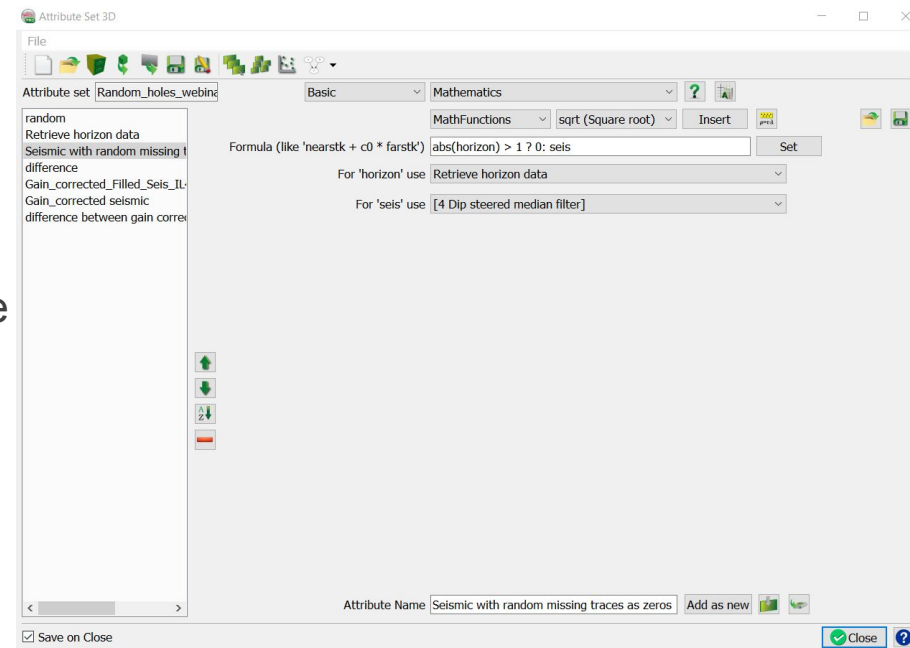 Attribute Set 3D
File
Attribute set Random_holes_webina Basic Mathematics ?
random
Retrieve horizon data
Seismic with random missing t
difference
Gain_corrected_Filled_Seis_IL-
Gain_corrected seismic
difference between gain correc
MathFunctions sqrt (Square root) Insert
Formula (like 'nearstk + c0 * farstk') abs(horizon) > 1 ? 0: seis Set
For 'horizon' use Retrieve horizon data
For 'seis' use [4 Dip steered median filter]
e
A
Z
Attribute Name Seismic with random missing traces as zeros Add as new
Save on Close Close ?